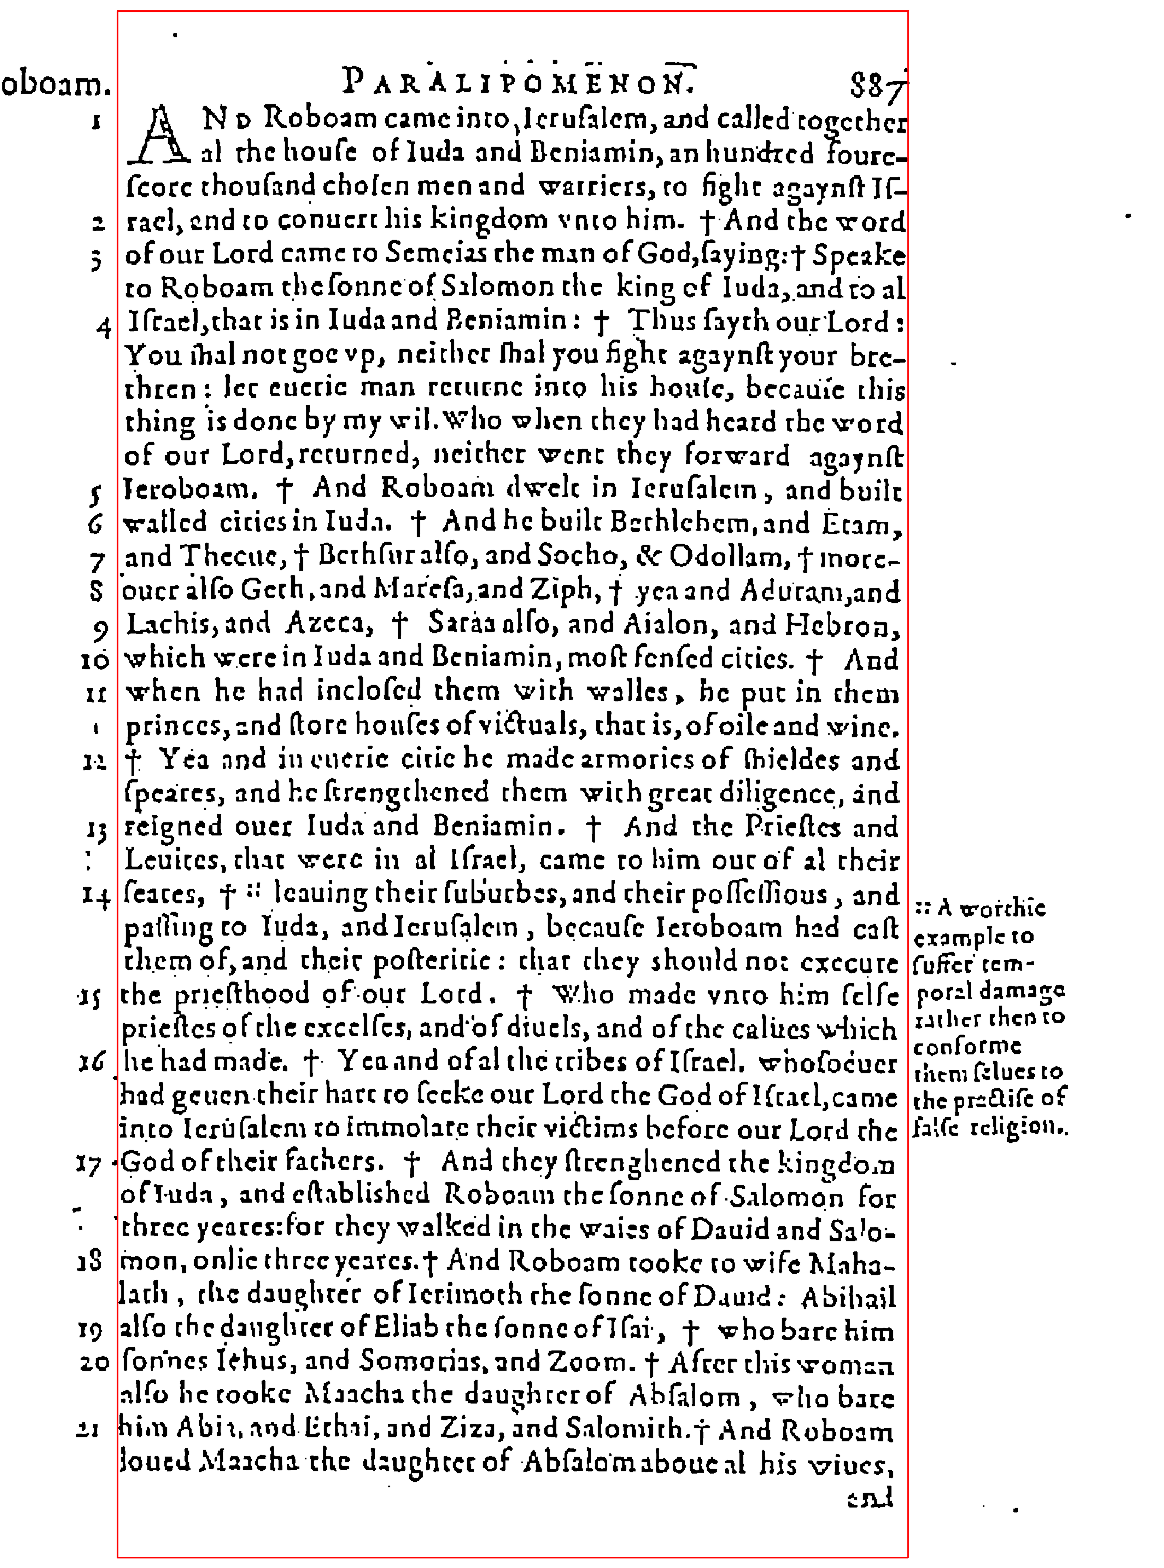 oboam. PARALIPOMENON. 887
1 AND Roboam came into Ieruſalem, and called together
al the houſe of Iuda and Beniamin, an hundred foure-
ſcore thouſand choſen men and warriers, to fight agaynſt Iſ-
2 rael, and to conuert his kingdom vnto him. † And the word
3 of our Lord came to Semeias the man of God, ſaying: † Speake
to Roboam the ſonne of Salomon the king of Iuda, and to al
4 Iſrael, that is in Iuda and Beniamin: † Thus ſayth our Lord:
You ſhal not goe vp, neither ſhal you fight agaynſt your bre-
thren: let euerie man returne into his houſe, becauſe this
thing is done by my wil. Who when they had heard the word
of our Lord, returned, neither went they forward agaynſt
5 Ieroboam. † And Roboam dwelt in Ieruſalem, and built
6 walled cities in Iuda. † And he built Bethlehem, and Etam,
7 and Thecue, † Bethſur alſo, and Socho, & Odollam, † more-
8 ouer alſo Geth, and Mareſa, and Ziph, † yea and Aduram, and
9 Lachis, and Azeca, † Saraa alſo, and Aialon, and Hebron,
10 which were in Iuda and Beniamin, moſt fenſed cities. † And
11 when he had incloſed them with walles, he put in them
princes, and ſtore houſes of victuals, that is, of oile and wine.
12 † Yea and in euerie citie he made armories of ſhieldes and
ſpeares, and he ſtrengthened them with great diligence, and
13 reigned ouer Iuda and Beniamin. † And the Prieſtes and
Leuites, that were in al Iſrael, came to him out of al their
14 ſeates, † :: leauing their ſuburbes, and their poſſeſſious, and
paſſing to Iuda, and Ieruſalem, becauſe Ieroboam had caſt
them of, and their poſteritie: that they should not execute
15 the prieſthood of our Lord. † Who made vnto him ſelfe
prieſtes of the excelſes, and of diuels, and of the calues which
16 he had made. † Yea and of al the tribes of Iſrael. whoſoeuer
had geuen their hart to ſeeke our Lord the God of Iſrael, came
into Ieruſalem to immolate their victims before our Lord the
17 God of their fathers. † And they ſtrenghened the kingdom
of Iuda, and eſtablished Roboam the ſonne of Salomon for
three yeares: for they walked in the waies of Dauid and Salo-
18 mon, onlie three yeares. † And Roboam tooke to wife Maha-
lath, the daughter of Ierimoth the ſonne of Dauid: Abihail
19 alſo the daughter of Eliab the ſonne of Iſai, † who bare him
20 ſonnes Iehus, and Somorias, and Zoom. † After this woman
alſo he tooke Maacha the daughter of Abſalom, who bare
21 him Abia, and Ethai, and Ziza, and Salomith. † And Roboam
loued Maacha the daughter of Abſalom aboue al his wiues,
and
:: A worthie
example to
ſuffer tem-
poral damage
rather then to
conforme
them ſelues to
the practiſe of
falſe religion.